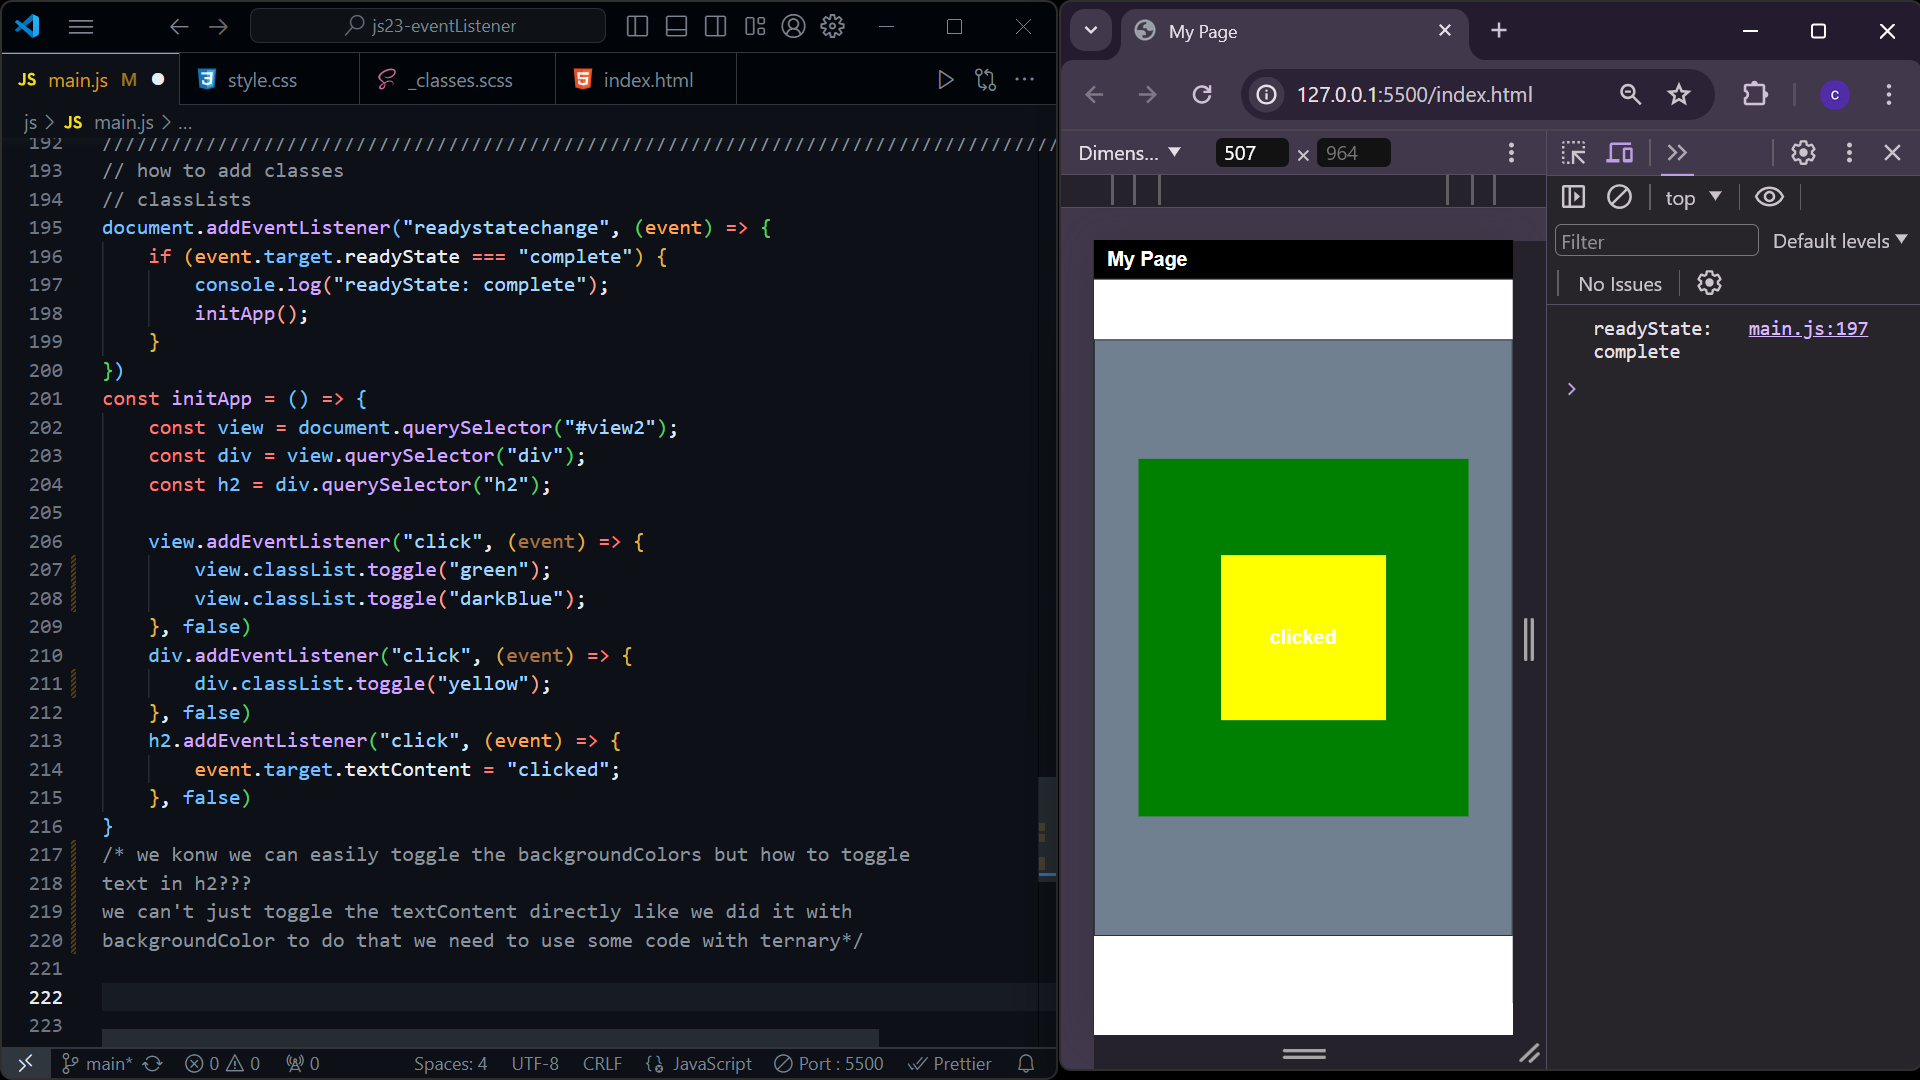 js23-eventListener
JS main.js M
style.css
_classes.scss
index.html
js > JS main.js > ...
192 ///////////////////////////////////////////////////////////////////////////////////
193 // how to add classes
194 // classLists
195 document.addEventListener("readystatechange", (event) => {
196 if (event.target.readyState === "complete") {
197 console.log("readyState: complete");
198 initApp();
199 }
200 })
201 const initApp = () => {
202 const view = document.querySelector("#view2");
203 const div = view.querySelector("div");
204 const h2 = div.querySelector("h2");
205
206 view.addEventListener("click", (event) => {
207 view.classList.toggle("green");
208 view.classList.toggle("darkBlue");
209 }, false)
210 div.addEventListener("click", (event) => {
211 div.classList.toggle("yellow");
212 }, false)
213 h2.addEventListener("click", (event) => {
214 event.target.textContent = "clicked";
215 }, false)
216 }
217 /* we konw we can easily toggle the backgroundColors but how to toggle
218 text in h2???
219 we can't just toggle the textContent directly like we did it with
220 backgroundColor to do that we need to use some code with ternary*/
221
222
223
main* 0 0 0 Spaces: 4 UTF-8 CRLF JavaScript Port : 5500 Prettier
My Page
127.0.0.1:5500/index.html
c
Dimens... 507 × 964
top
Filter
Default levels
No Issues
readyState: main.js:197
complete
My Page
clicked